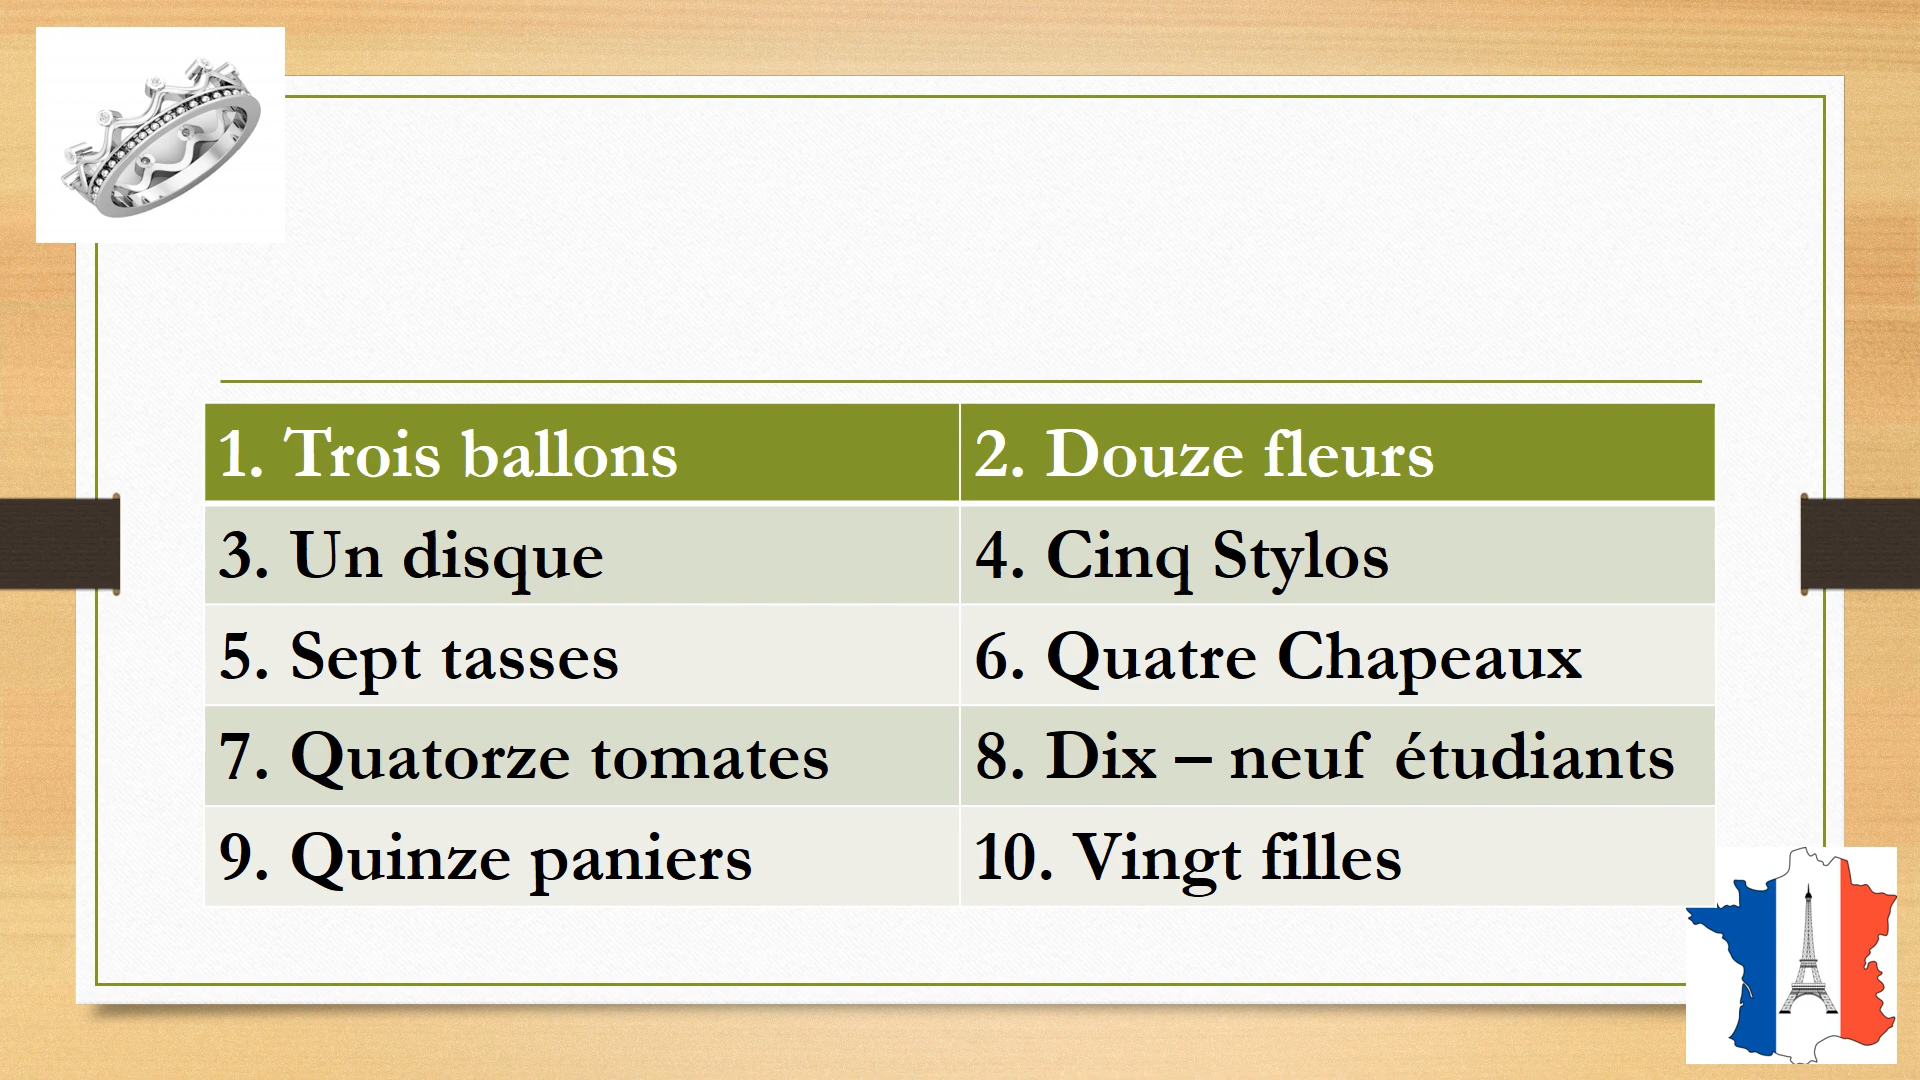 1. Trois ballons
2. Douze fleurs
3. Un disque
4. Cinq Stylos
5. Sept tasses
6. Quatre Chapeaux
7. Quatorze tomates
8. Dix – neuf étudiants
9. Quinze paniers
10. Vingt filles